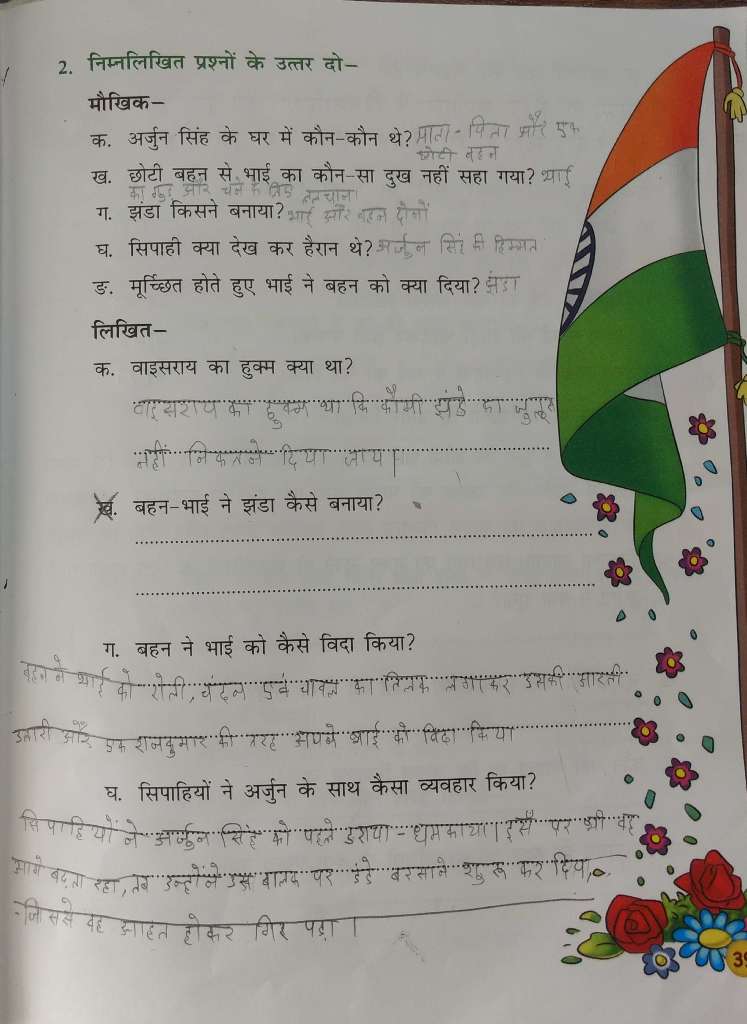 2. निम्नलिखित प्रश्नों के उत्तर दो–
मौखिक–
क. अर्जुन सिंह के घर में कौन-कौन थे? माता - पिता और एक
छोटी बहन
ख. छोटी बहन से भाई का कौन-सा दुख नहीं सहा गया? भाई
का गुड़ और चने के लिए ललचाना
ग. झंडा किसने बनाया? भाई और बहन दोनों
घ. सिपाही क्या देख कर हैरान थे? अर्जुन सिंह की हिम्मत
ङ. मूर्च्छित होते हुए भाई ने बहन को क्या दिया? झंडा
लिखित–
क. वाइसराय का हुक्म क्या था?
वाइसराय का हुक्म था कि कौमी झंडे का जुलूस
नहीं निकलने दिया जाय।
ख. बहन-भाई ने झंडा कैसे बनाया?
ग. बहन ने भाई को कैसे विदा किया?
बहन ने भाई को रोली, चंदन एवं चावल का तिलक लगाकर उसकी आरती
उतारी और एक राजकुमार की तरह अपने भाई को विदा किया
घ. सिपाहियों ने अर्जुन के साथ कैसा व्यवहार किया?
सिपाहियों ने अर्जुन सिंह को पहले डराया - धमकाया। इस पर भी वह
आगे बढ़ता रहा, तब उन्होंने उस बालक पर डंडे बरसाने शुरू कर दिया,
जिससे वह आहत होकर गिर पड़ा।